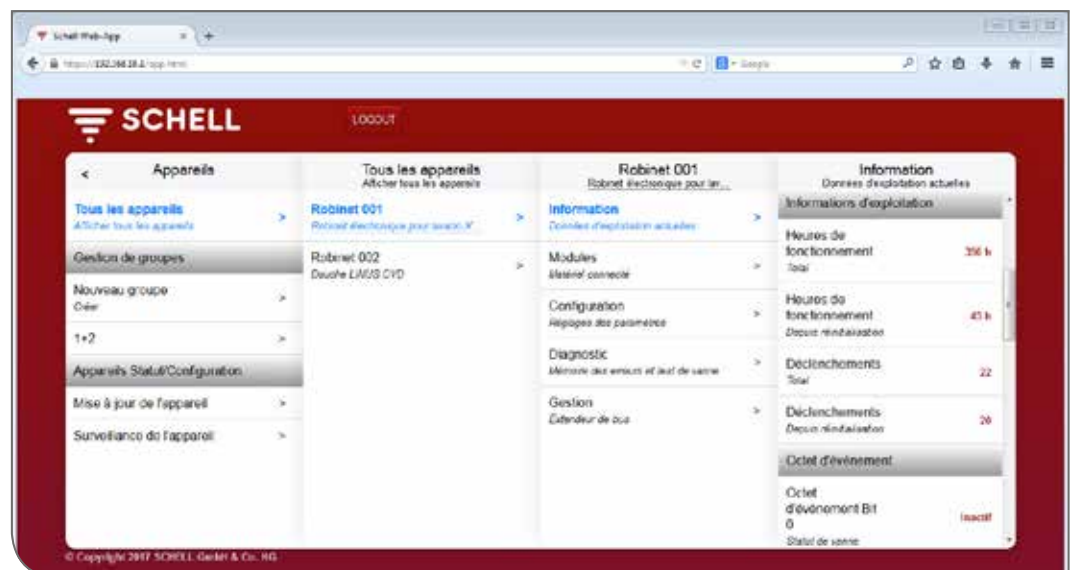 Schell Web-App
Google
SCHELL
LOGOUT
< Appareils
Tous les appareils
Afficher tous les appareils
Gestion de groupes
Nouveau groupe
Créer
1+2
Appareils Statut/Configuration
Mise à jour de l'appareil
Surveillance de l'appareil
Tous les appareils
Afficher tous les appareils
Robinet 001
Robinet électronique pour lavabo
Robinet 002
Douche LINUS CVD
Robinet 001
Robinet électronique pour lav...
Information
Données d'exploitation actuelles
Modules
Matériel connecté
Configuration
Réglages des paramètres
Diagnostic
Mémoire des erreurs et test de vanne
Gestion
Extendeur de bus
Information
Données d'exploitation actuelles
Informations d'exploitation
Heures de
fonctionnement
Total
356 h
Heures de
fonctionnement
Depuis réinitialisation
Déclenchements
Total
22
Déclenchements
Depuis réinitialisation
20
Octet d'événement
Octet
d'événement Bit
0
Statut de vanne
Inactif
© Copyright 2017 SCHELL GmbH & Co. KG